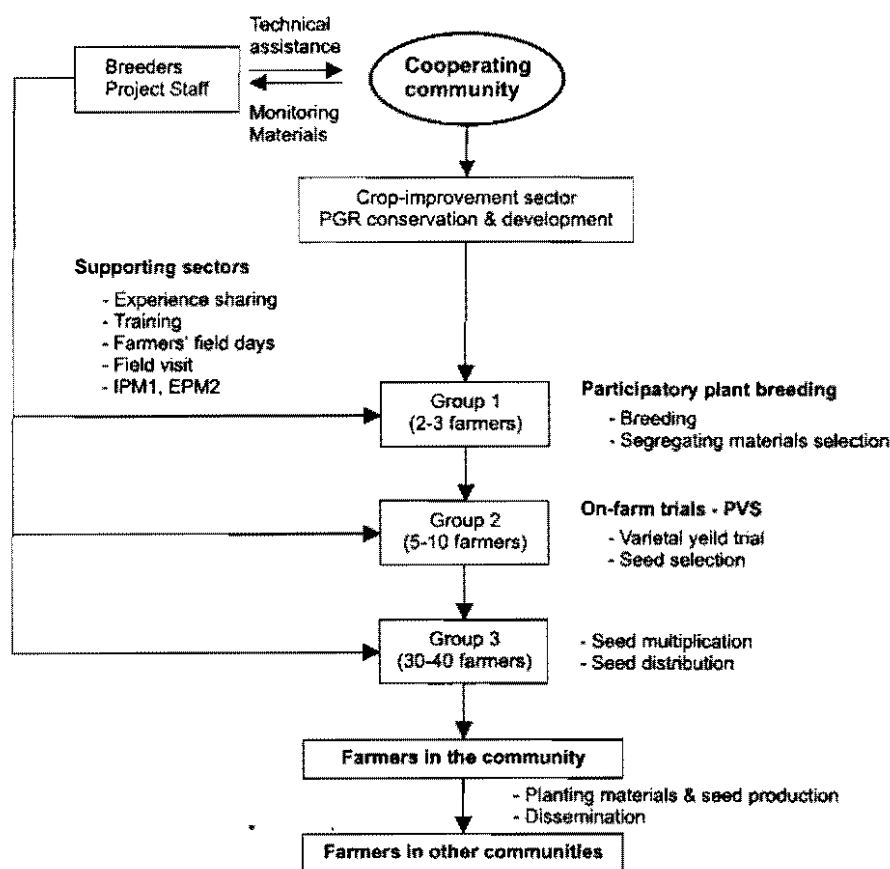 Technical
assistance
Breeders
Project Staff
Cooperating
community
Monitoring
Materials
Crop-improvement sector
PGR conservation & development
Supporting sectors
- Experience sharing
- Training
- Farmers' field days
- Field visit
- IPM1, EPM2
Group 1
(2-3 farmers)
Participatory plant breeding
- Breeding
- Segregating materials selection
Group 2
(5-10 farmers)
On-farm trials - PVS
- Varietal yeild trial
- Seed selection
Group 3
(30-40 farmers)
- Seed multiplication
- Seed distribution
Farmers in the community
- Planting materials & seed production
- Dissemination
Farmers in other communities